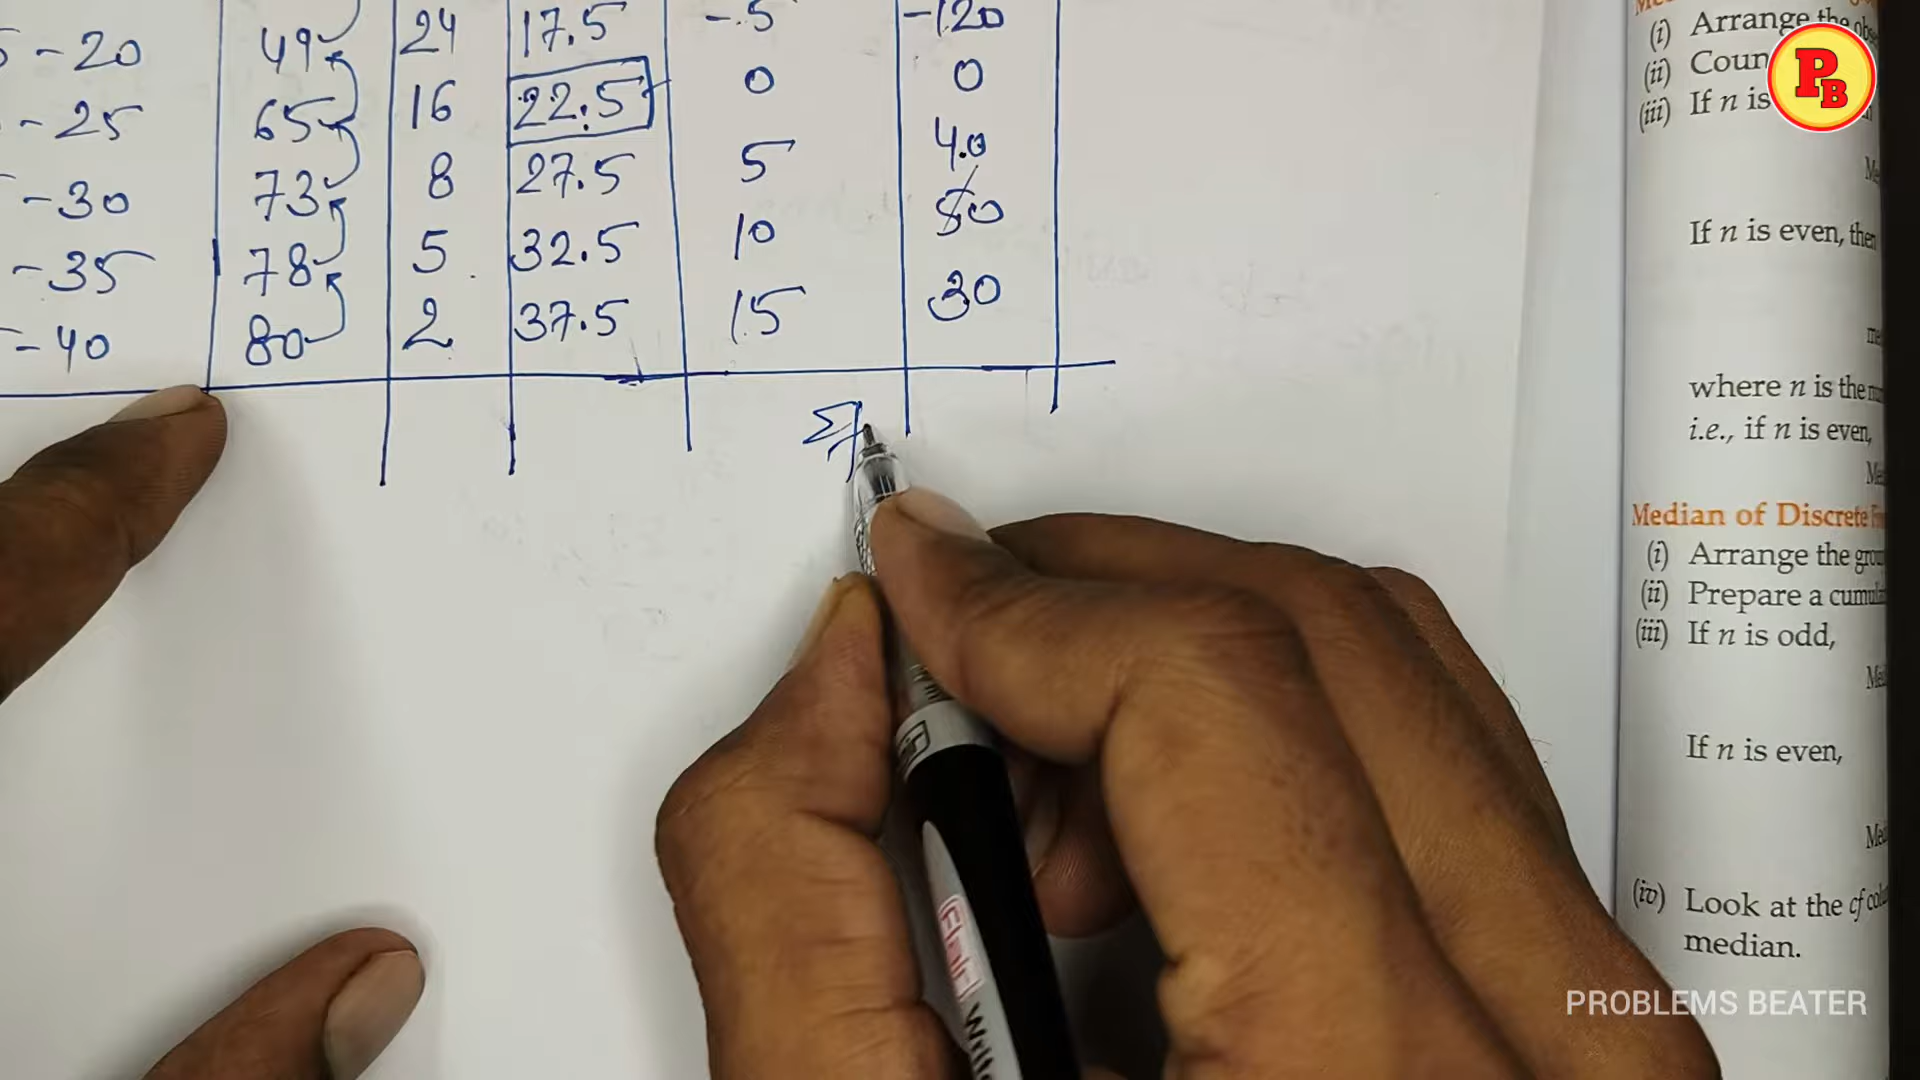 - 20 49 24 17.5 - 5 -120
- 25 65 16 22.5 0 0
- 30 73 8 27.5 5 40
- 35 78 5 32.5 10 50
- 40 80 2 37.5 15 30
Σf
(i) Arrange the
(ii)
(iii) If n is
PB
If n is even, then
where n is the
i.e., if n is even,
Median of Discrete
(i) Arrange the
(ii) Prepare a
(iii) If n is odd,
If n is even,
(iv) Look at the cf
median.
PROBLEMS BEATER
Flair